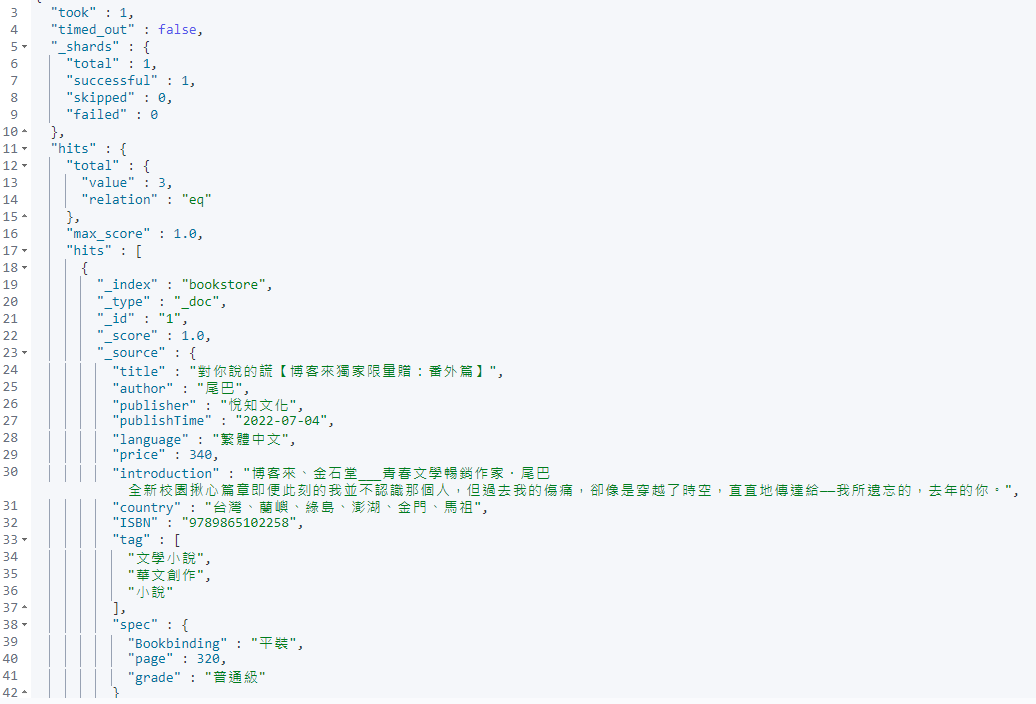 3 "took" : 1,
4 "timed_out" : false,
5 "_shards" : {
6 "total" : 1,
7 "successful" : 1,
8 "skipped" : 0,
9 "failed" : 0
10 },
11 "hits" : {
12 "total" : {
13 "value" : 3,
14 "relation" : "eq"
15 },
16 "max_score" : 1.0,
17 "hits" : [
18 {
19 "_index" : "bookstore",
20 "_type" : "_doc",
21 "_id" : "1",
22 "_score" : 1.0,
23 "_source" : {
24 "title" : "對你說的謊【博客來獨家限量贈：番外篇】",
25 "author" : "尾巴",
26 "publisher" : "悅知文化",
27 "publishTime" : "2022-07-04",
28 "language" : "繁體中文",
29 "price" : 340,
30 "introduction" : "博客來、金石堂___青春文學暢銷作家．尾巴
全新校園揪心篇章即便此刻的我並不認識那個人，但過去我的傷痛，卻像是穿越了時空，直直地傳達給——我所遺忘的，去年的你。",
31 "country" : "台灣、蘭嶼、綠島、澎湖、金門、馬祖",
32 "ISBN" : "9789865102258",
33 "tag" : [
34 "文學小說",
35 "華文創作",
36 "小說"
37 ],
38 "spec" : {
39 "Bookbinding" : "平裝",
40 "page" : 320,
41 "grade" : "普通級"
42 }